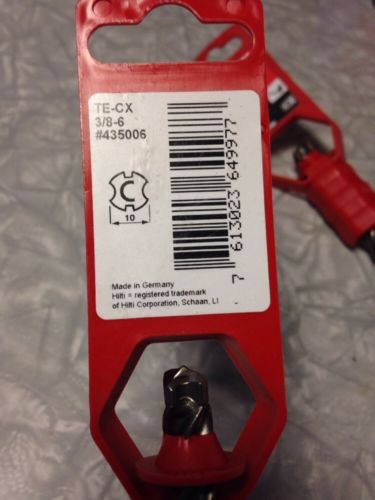 TE-CX
3/8-6
#435006
C
10
7 613023 649977
Made in Germany
Hilti = registered trademark
of Hilti Corporation, Schaan, LI